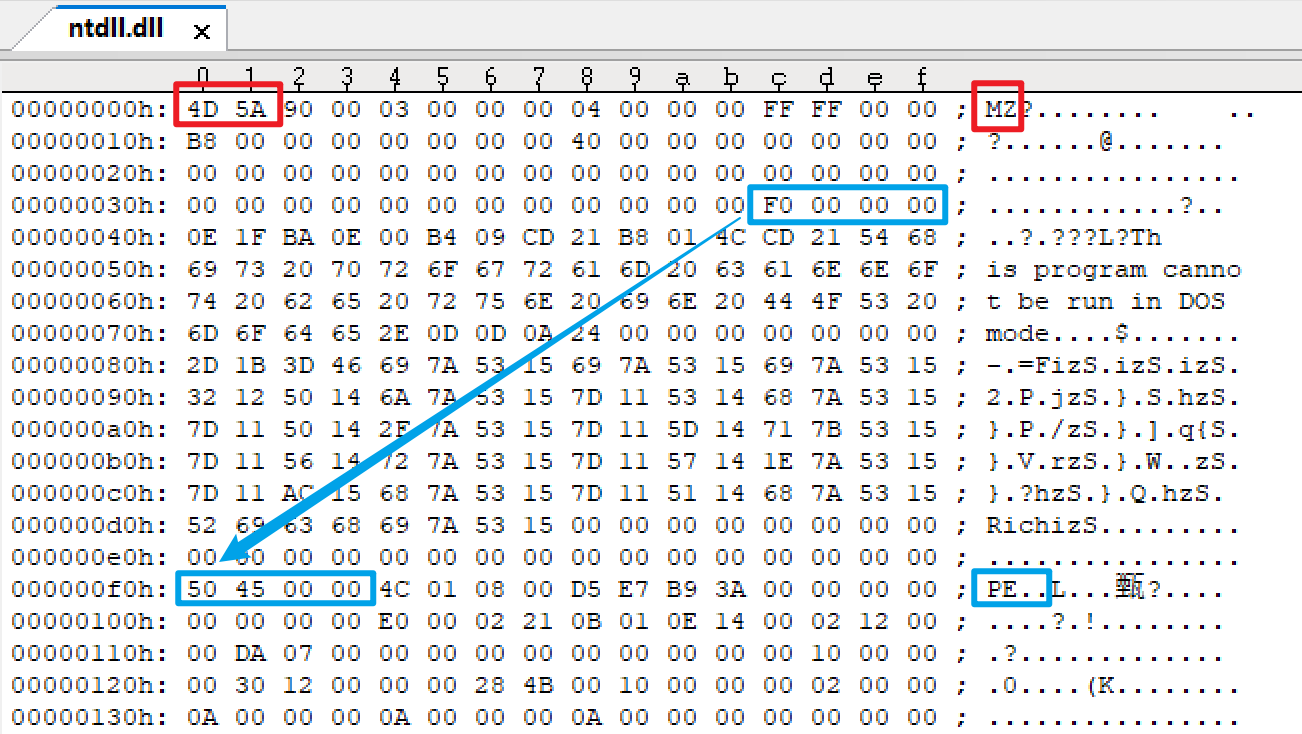 ntdll.dll x
0 1 2 3 4 5 6 7 8 9 a b c d e f
00000000h: 4D 5A 90 00 03 00 00 00 04 00 00 00 FF FF 00 00 ; MZ?........ ..
00000010h: B8 00 00 00 00 00 00 00 40 00 00 00 00 00 00 00 ; ?......@.......
00000020h: 00 00 00 00 00 00 00 00 00 00 00 00 00 00 00 00 ; ................
00000030h: 00 00 00 00 00 00 00 00 00 00 00 00 F0 00 00 00 ; ............?..
00000040h: 0E 1F BA 0E 00 B4 09 CD 21 B8 01 4C CD 21 54 68 ; ..?.???L?Th
00000050h: 69 73 20 70 72 6F 67 72 61 6D 20 63 61 6E 6E 6F ; is program canno
00000060h: 74 20 62 65 20 72 75 6E 20 69 6E 20 44 4F 53 20 ; t be run in DOS
00000070h: 6D 6F 64 65 2E 0D 0D 0A 24 00 00 00 00 00 00 00 ; mode....$.......
00000080h: 2D 1B 3D 46 69 7A 53 15 69 7A 53 15 69 7A 53 15 ; -.=FizS.izS.izS.
00000090h: 32 12 50 14 6A 7A 53 15 7D 11 53 14 68 7A 53 15 ; 2.P.jzS.}.S.hzS.
000000a0h: 7D 11 50 14 2F 7A 53 15 7D 11 5D 14 71 7B 53 15 ; }.P./zS.}.].q{S.
000000b0h: 7D 11 56 14 72 7A 53 15 7D 11 57 14 1E 7A 53 15 ; }.V.rzS.}.W..zS.
000000c0h: 7D 11 AC 15 68 7A 53 15 7D 11 51 14 68 7A 53 15 ; }.?hzS.}.Q.hzS.
000000d0h: 52 69 63 68 69 7A 53 15 00 00 00 00 00 00 00 00 ; RichizS.........
000000e0h: 00 00 00 00 00 00 00 00 00 00 00 00 00 00 00 00 ; ................
000000f0h: 50 45 00 00 4C 01 08 00 D5 E7 B9 3A 00 00 00 00 ; PE..L...甄?....
00000100h: 00 00 00 00 E0 00 02 21 0B 01 0E 14 00 02 12 00 ; ....?.!........
00000110h: 00 DA 07 00 00 00 00 00 00 00 00 00 00 10 00 00 ; .?.............
00000120h: 00 30 12 00 00 00 28 4B 00 10 00 00 00 02 00 00 ; .0....(K........
00000130h: 0A 00 00 00 0A 00 00 00 0A 00 00 00 00 00 00 00 ; ................